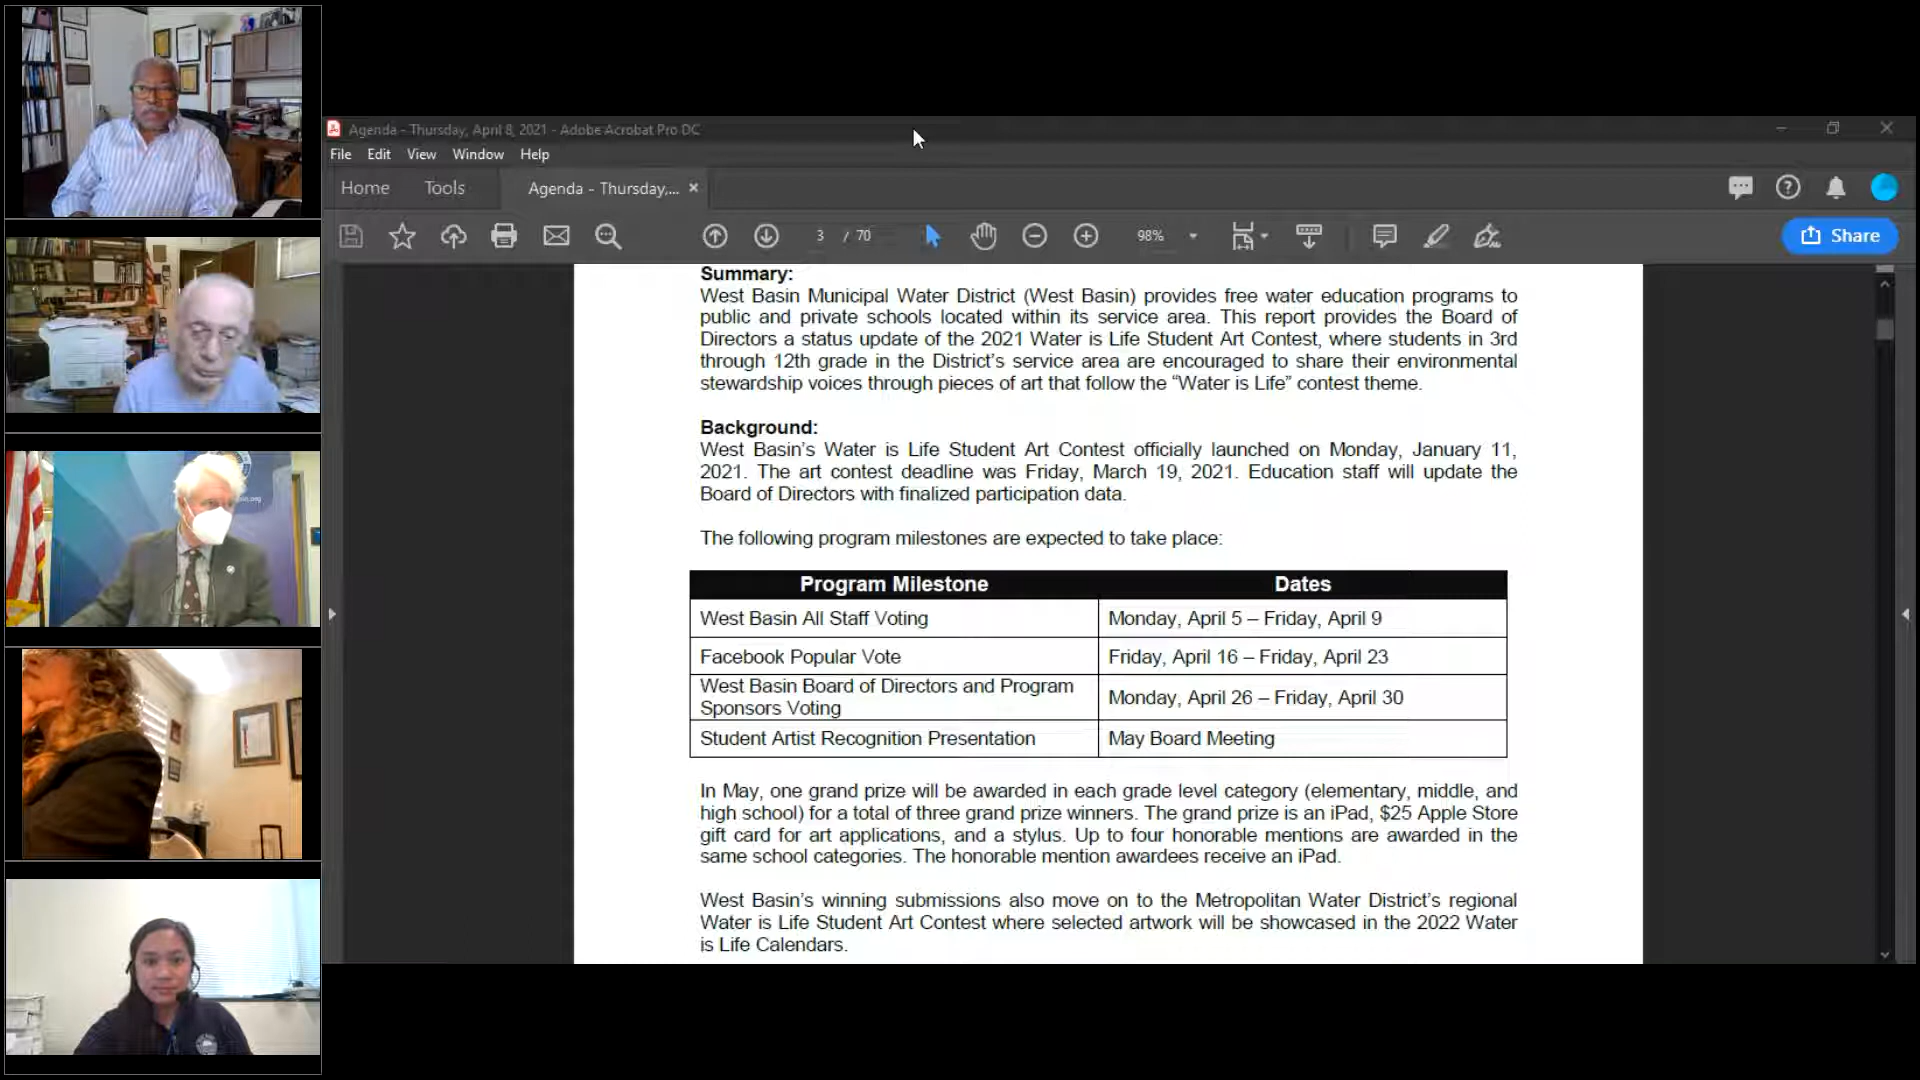 Agenda - Thursday, April 8, 2021 - Adobe Acrobat Pro DC
File Edit View Window Help
Home Tools Agenda - Thursday,... ×
3 / 70 98% Share
Summary:
West Basin Municipal Water District (West Basin) provides free water education programs to
public and private schools located within its service area. This report provides the Board of
Directors a status update of the 2021 Water is Life Student Art Contest, where students in 3rd
through 12th grade in the District’s service area are encouraged to share their environmental
stewardship voices through pieces of art that follow the “Water is Life” contest theme.
Background:
West Basin’s Water is Life Student Art Contest officially launched on Monday, January 11,
2021. The art contest deadline was Friday, March 19, 2021. Education staff will update the
Board of Directors with finalized participation data.
The following program milestones are expected to take place:
Program Milestone Dates
West Basin All Staff Voting Monday, April 5 – Friday, April 9
Facebook Popular Vote Friday, April 16 – Friday, April 23
West Basin Board of Directors and Program
Sponsors Voting Monday, April 26 – Friday, April 30
Student Artist Recognition Presentation May Board Meeting
In May, one grand prize will be awarded in each grade level category (elementary, middle, and
high school) for a total of three grand prize winners. The grand prize is an iPad, $25 Apple Store
gift card for art applications, and a stylus. Up to four honorable mentions are awarded in the
same school categories. The honorable mention awardees receive an iPad.
West Basin’s winning submissions also move on to the Metropolitan Water District’s regional
Water is Life Student Art Contest where selected artwork will be showcased in the 2022 Water
is Life Calendars.